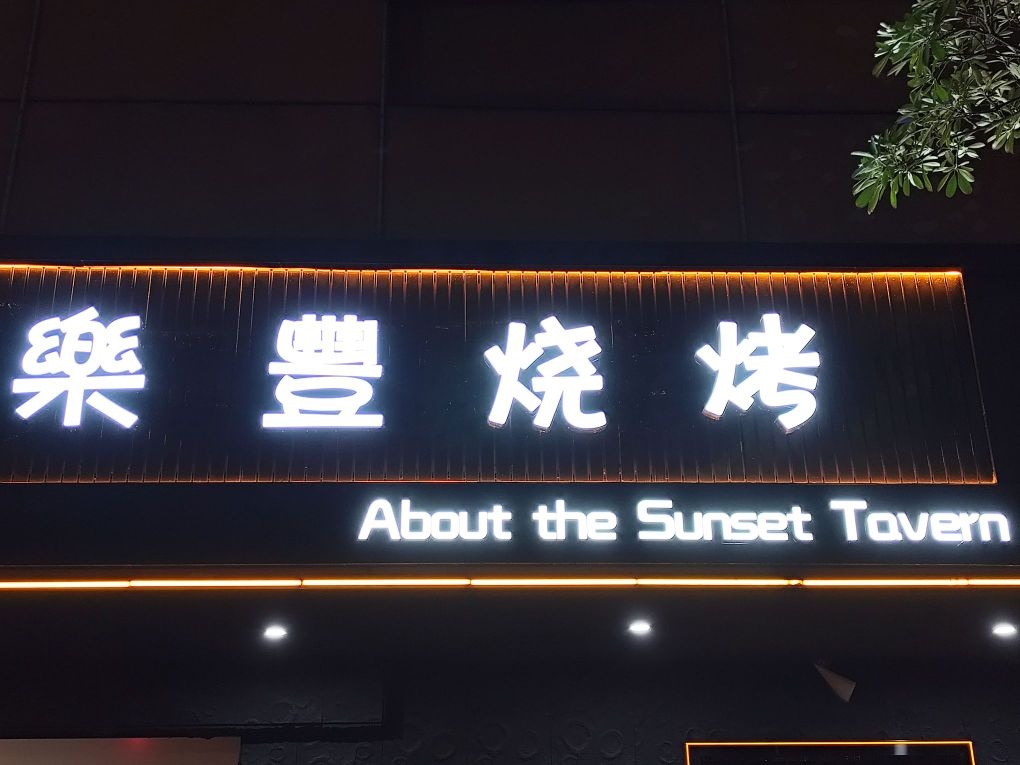 樂豐烧烤
About the Sunset Tavern